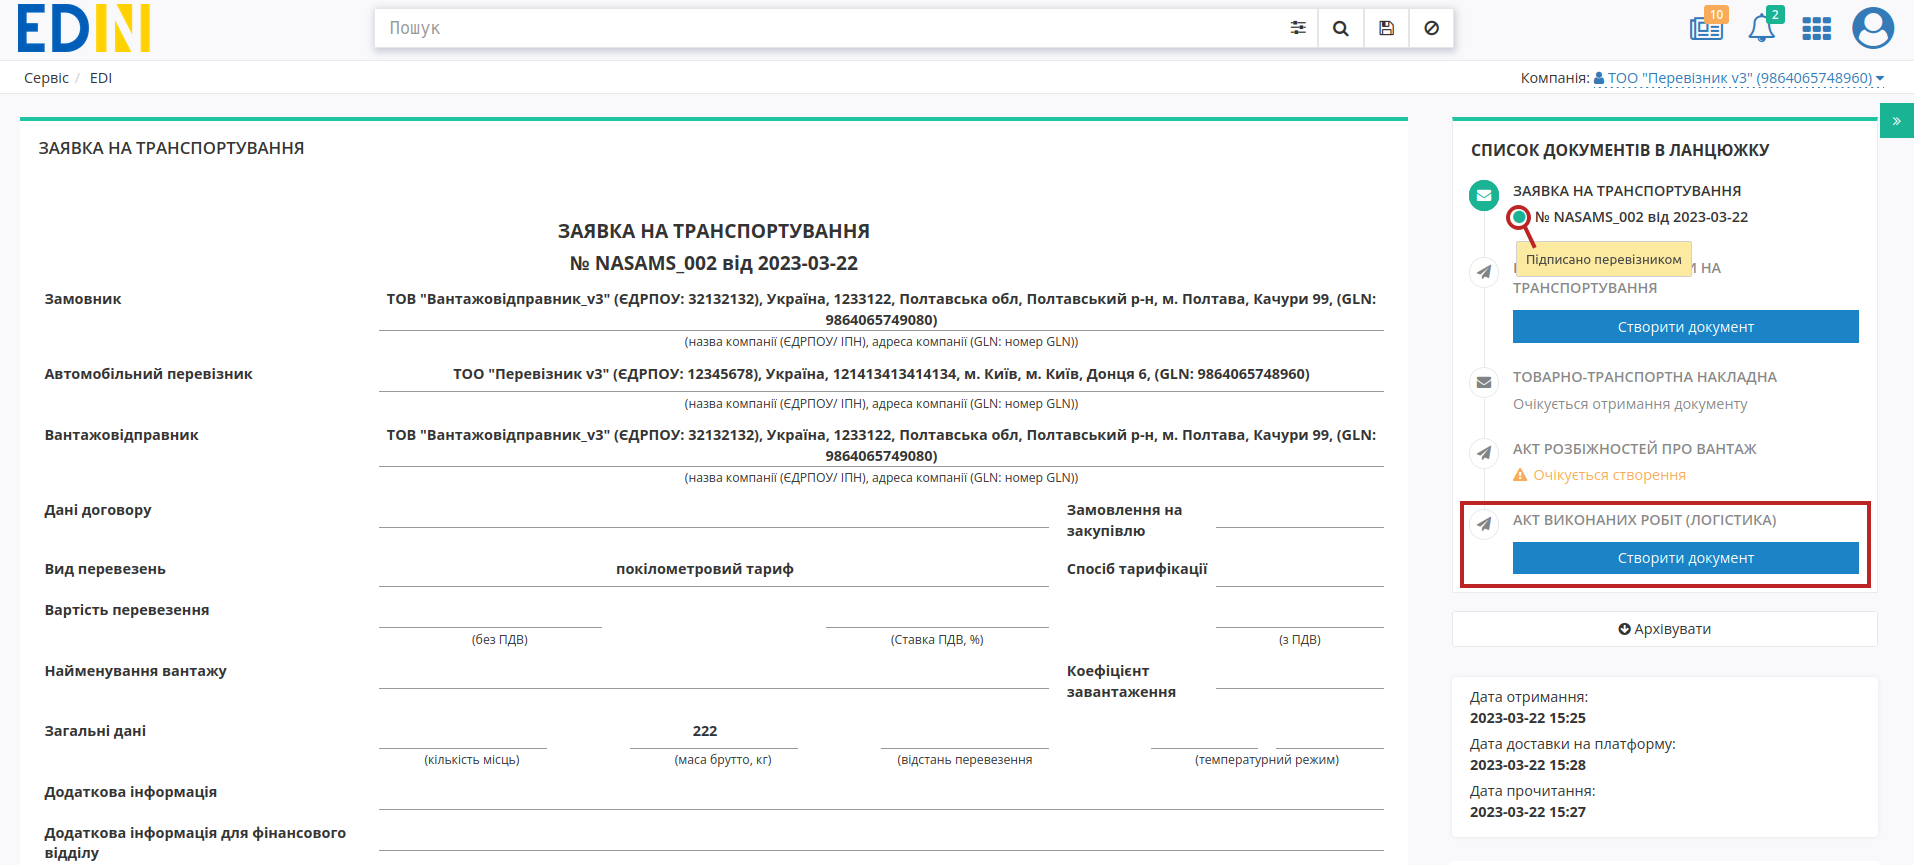 EDIN
Пошук
10
2
Сервіс / EDI
Компанія: ТОО "Перевізник v3" (9864065748960)
»
ЗАЯВКА НА ТРАНСПОРТУВАННЯ
ЗАЯВКА НА ТРАНСПОРТУВАННЯ
№ NASAMS_002 від 2023-03-22
Замовник
ТОВ "Вантажовідправник_v3" (ЄДРПОУ: 32132132), Україна, 1233122, Полтавська обл, Полтавський р-н, м. Полтава, Качури 99, (GLN:
9864065749080)
(назва компанії (ЄДРПОУ/ ІПН), адреса компанії (GLN: номер GLN))
Автомобільний перевізник
ТОО "Перевізник v3" (ЄДРПОУ: 12345678), Україна, 121413413414134, м. Київ, м. Київ, Донця 6, (GLN: 9864065748960)
(назва компанії (ЄДРПОУ/ ІПН), адреса компанії (GLN: номер GLN))
Вантажовідправник
ТОВ "Вантажовідправник_v3" (ЄДРПОУ: 32132132), Україна, 1233122, Полтавська обл, Полтавський р-н, м. Полтава, Качури 99, (GLN:
9864065749080)
(назва компанії (ЄДРПОУ/ ІПН), адреса компанії (GLN: номер GLN))
Дані договору
Замовлення на
закупівлю
Вид перевезень
покілометровий тариф
Спосіб тарифікації
Вартість перевезення
(без ПДВ)
(Ставка ПДВ, %)
(з ПДВ)
Найменування вантажу
Коефіцієнт
завантаження
Загальні дані
222
(кількість місць)
(маса брутто, кг)
(відстань перевезення
(температурний режим)
Додаткова інформація
Додаткова інформація для фінансового
відділу
СПИСОК ДОКУМЕНТІВ В ЛАНЦЮЖКУ
ЗАЯВКА НА ТРАНСПОРТУВАННЯ
№ NASAMS_002 від 2023-03-22
Підписано перевізником
НА
ТРАНСПОРТУВАННЯ
Створити документ
ТОВАРНО-ТРАНСПОРТНА НАКЛАДНА
Очікується отримання документу
АКТ РОЗБІЖНОСТЕЙ ПРО ВАНТАЖ
Очікується створення
АКТ ВИКОНАНИХ РОБІТ (ЛОГІСТИКА)
Створити документ
Архівувати
Дата отримання:
2023-03-22 15:25
Дата доставки на платформу:
2023-03-22 15:28
Дата прочитання:
2023-03-22 15:27